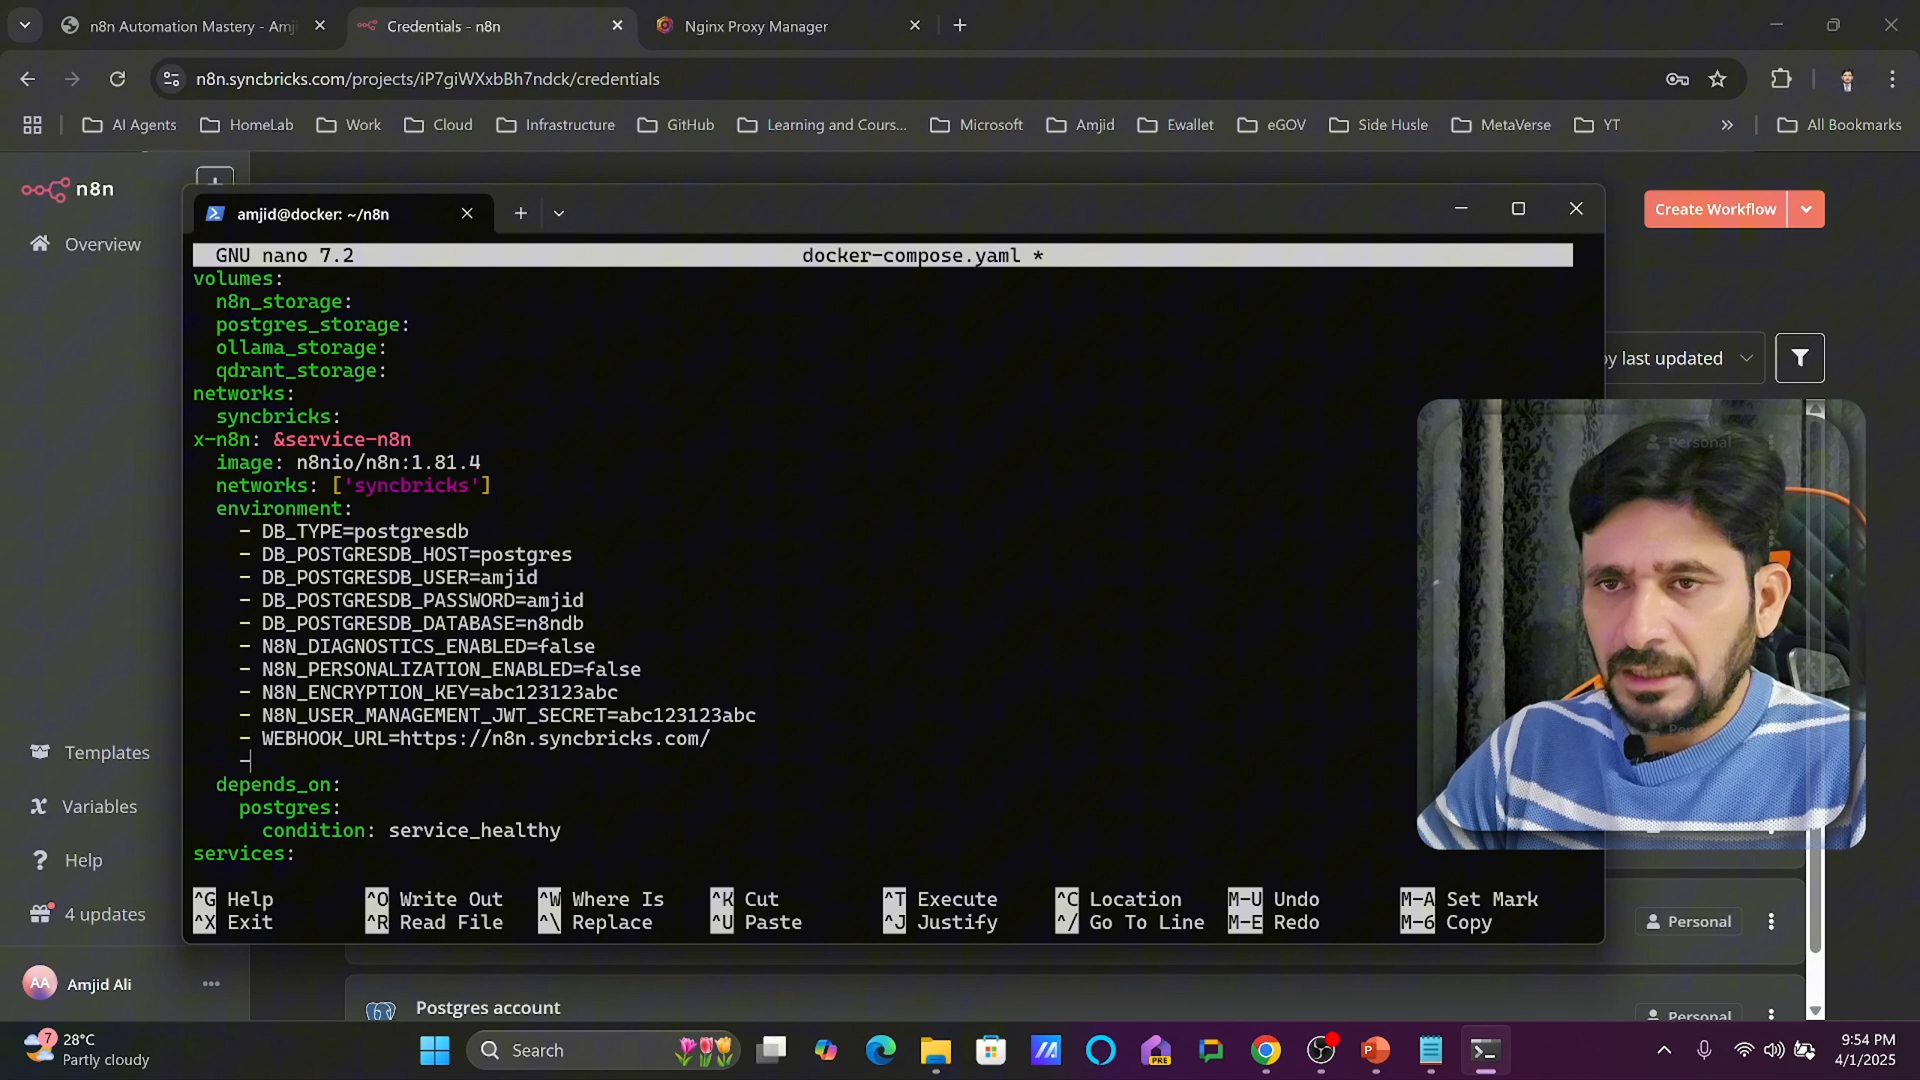 n8n Automation Mastery - Amji
Credentials - n8n
Nginx Proxy Manager
n8n.syncbricks.com/projects/iP7giWXxbBh7ndck/credentials
AI Agents
HomeLab
Work
Cloud
Infrastructure
GitHub
Learning and Cours...
Microsoft
Amjid
Ewallet
eGOV
Side Husle
MetaVerse
YT
All Bookmarks
n8n
Overview
Create Workflow
amjid@docker: ~/n8n
GNU nano 7.2 docker-compose.yaml *
volumes:
n8n_storage:
postgres_storage:
ollama_storage:
qdrant_storage:
networks:
syncbricks:
x-n8n: &service-n8n
image: n8nio/n8n:1.81.4
networks: ['syncbricks']
environment:
- DB_TYPE=postgresdb
- DB_POSTGRESDB_HOST=postgres
- DB_POSTGRESDB_USER=amjid
- DB_POSTGRESDB_PASSWORD=amjid
- DB_POSTGRESDB_DATABASE=n8ndb
- N8N_DIAGNOSTICS_ENABLED=false
- N8N_PERSONALIZATION_ENABLED=false
- N8N_ENCRYPTION_KEY=abc123123abc
- N8N_USER_MANAGEMENT_JWT_SECRET=abc123123abc
- WEBHOOK_URL=https://n8n.syncbricks.com/
-
depends_on:
postgres:
condition: service_healthy
services:
^G Help ^O Write Out ^W Where Is ^K Cut ^T Execute ^C Location M-U Undo M-A Set Mark
^X Exit ^R Read File ^\ Replace ^U Paste ^J Justify ^/ Go To Line M-E Redo M-6 Copy
by last updated
Personal
Personal
Personal
Templates
Variables
Help
4 updates
AA
Amjid Ali
Postgres account
7
28°C
Partly cloudy
Search
PRE
9:54 PM
4/1/2025